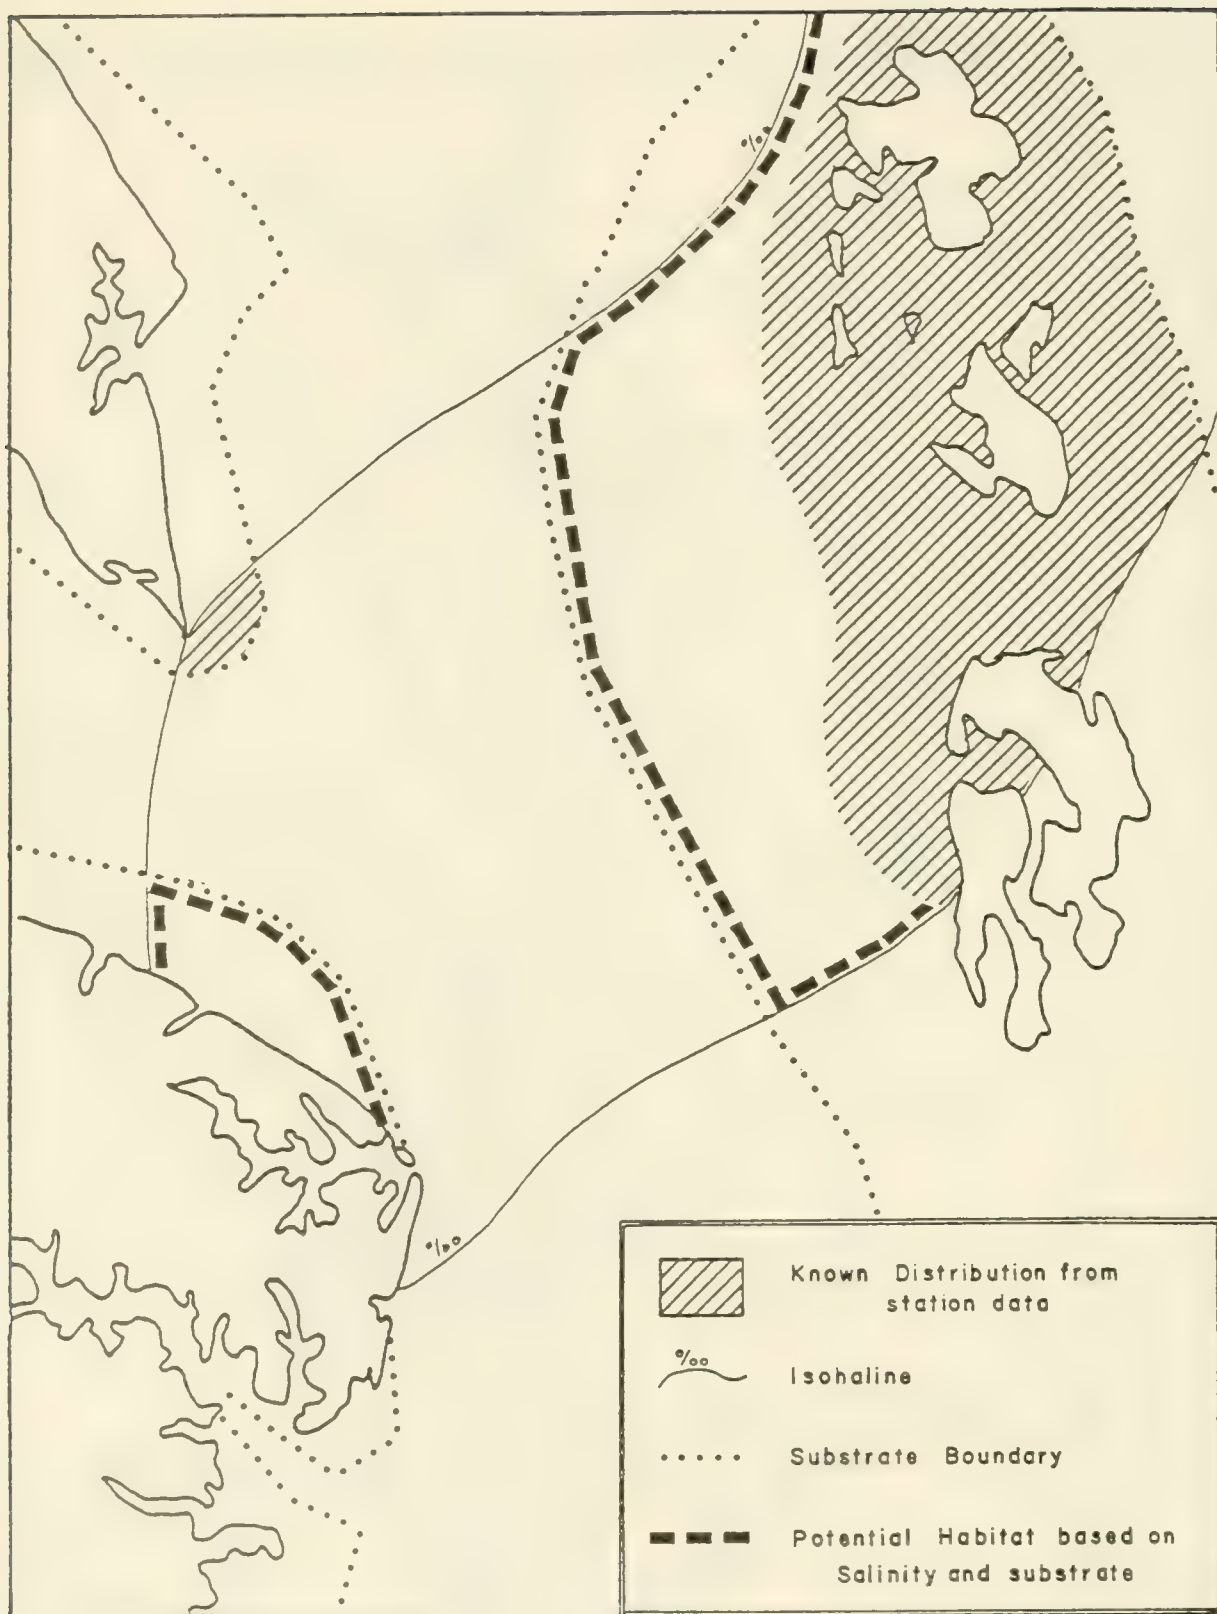 ‰
‰
Known Distribution from
station data
‰
Isohaline
Substrate Boundary
Potential Habitat based on
Salinity and substrate